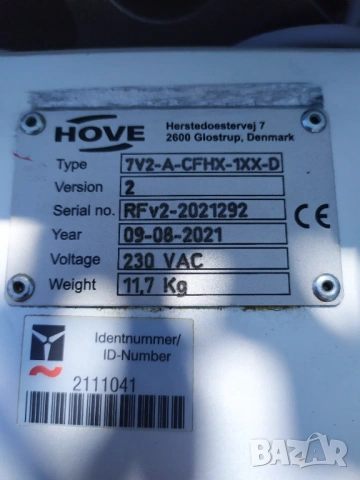 HOVE
Herstedoestervej 7
2600 Glostrup, Denmark
Type 7V2-A-CFHX-1XX-D
Version 2
Serial no. RFv2-2021292
Year 09-08-2021
Voltage 230 VAC
Weight 11,7 Kg
CE
Identnummer/
ID-Number
2111041
BAZAR